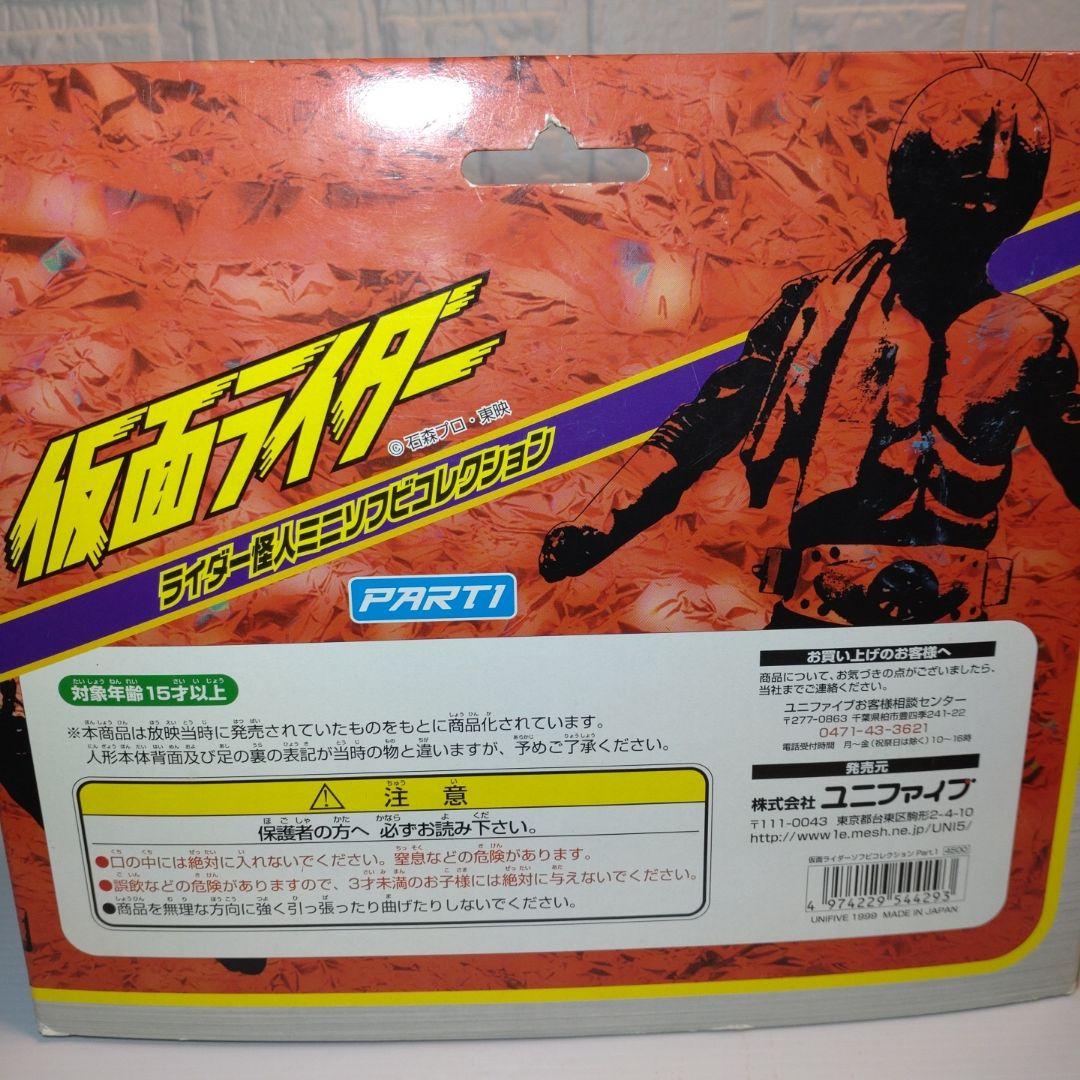 仮面ライダー
© 石森プロ・東映
ライダー怪人ミニソフビコレクション
PART1
対象年齢15才以上
※本商品は放映当時に発売されていたものをもとに商品化されています。
人形本体背面及び足の裏の表記が当時の物と違いますが、予めご了承ください。
注意
保護者の方へ 必ずお読み下さい。
●口の中には絶対に入れないでください。窒息などの危険があります。
●誤飲などの危険がありますので、3才未満のお子様には絶対に与えないでください。
●商品を無理な方向に強く引っ張ったり曲げたりしないでください。
お買い上げのお客様へ
商品について、お気づきの点がございましたら、
当社までご連絡ください。
ユニファイブお客様相談センター
〒277-0863 千葉県柏市豊四季241-22
0471-43-3621
電話受付時間 月〜金(祝祭日は除く)10〜16時
発売元
株式会社 ユニファイブ
〒111-0043 東京都台東区駒形2-4-10
http://www1e.mesh.ne.jp/UNI5/
仮面ライダーソフビコレクション Part.1 4500
4 974229 544293
UNIFIVE 1999 MADE IN JAPAN